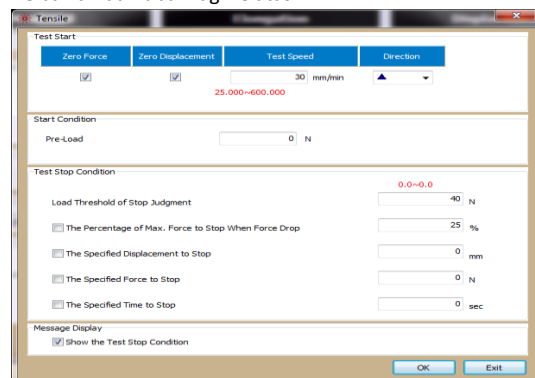 Tensile
Test Start
Zero Force Zero Displacement Test Speed Direction
30 mm/min
25.000~600.000
Start Condition
Pre-Load 0 N
Test Stop Condition
0.0~0.0
Load Threshold of Stop Judgment 40 N
The Percentage of Max. Force to Stop When Force Drop 25 %
The Specified Displacement to Stop 0 mm
The Specified Force to Stop 0 N
The Specified Time to Stop 0 sec
Message Display
Show the Test Stop Condition
OK Exit